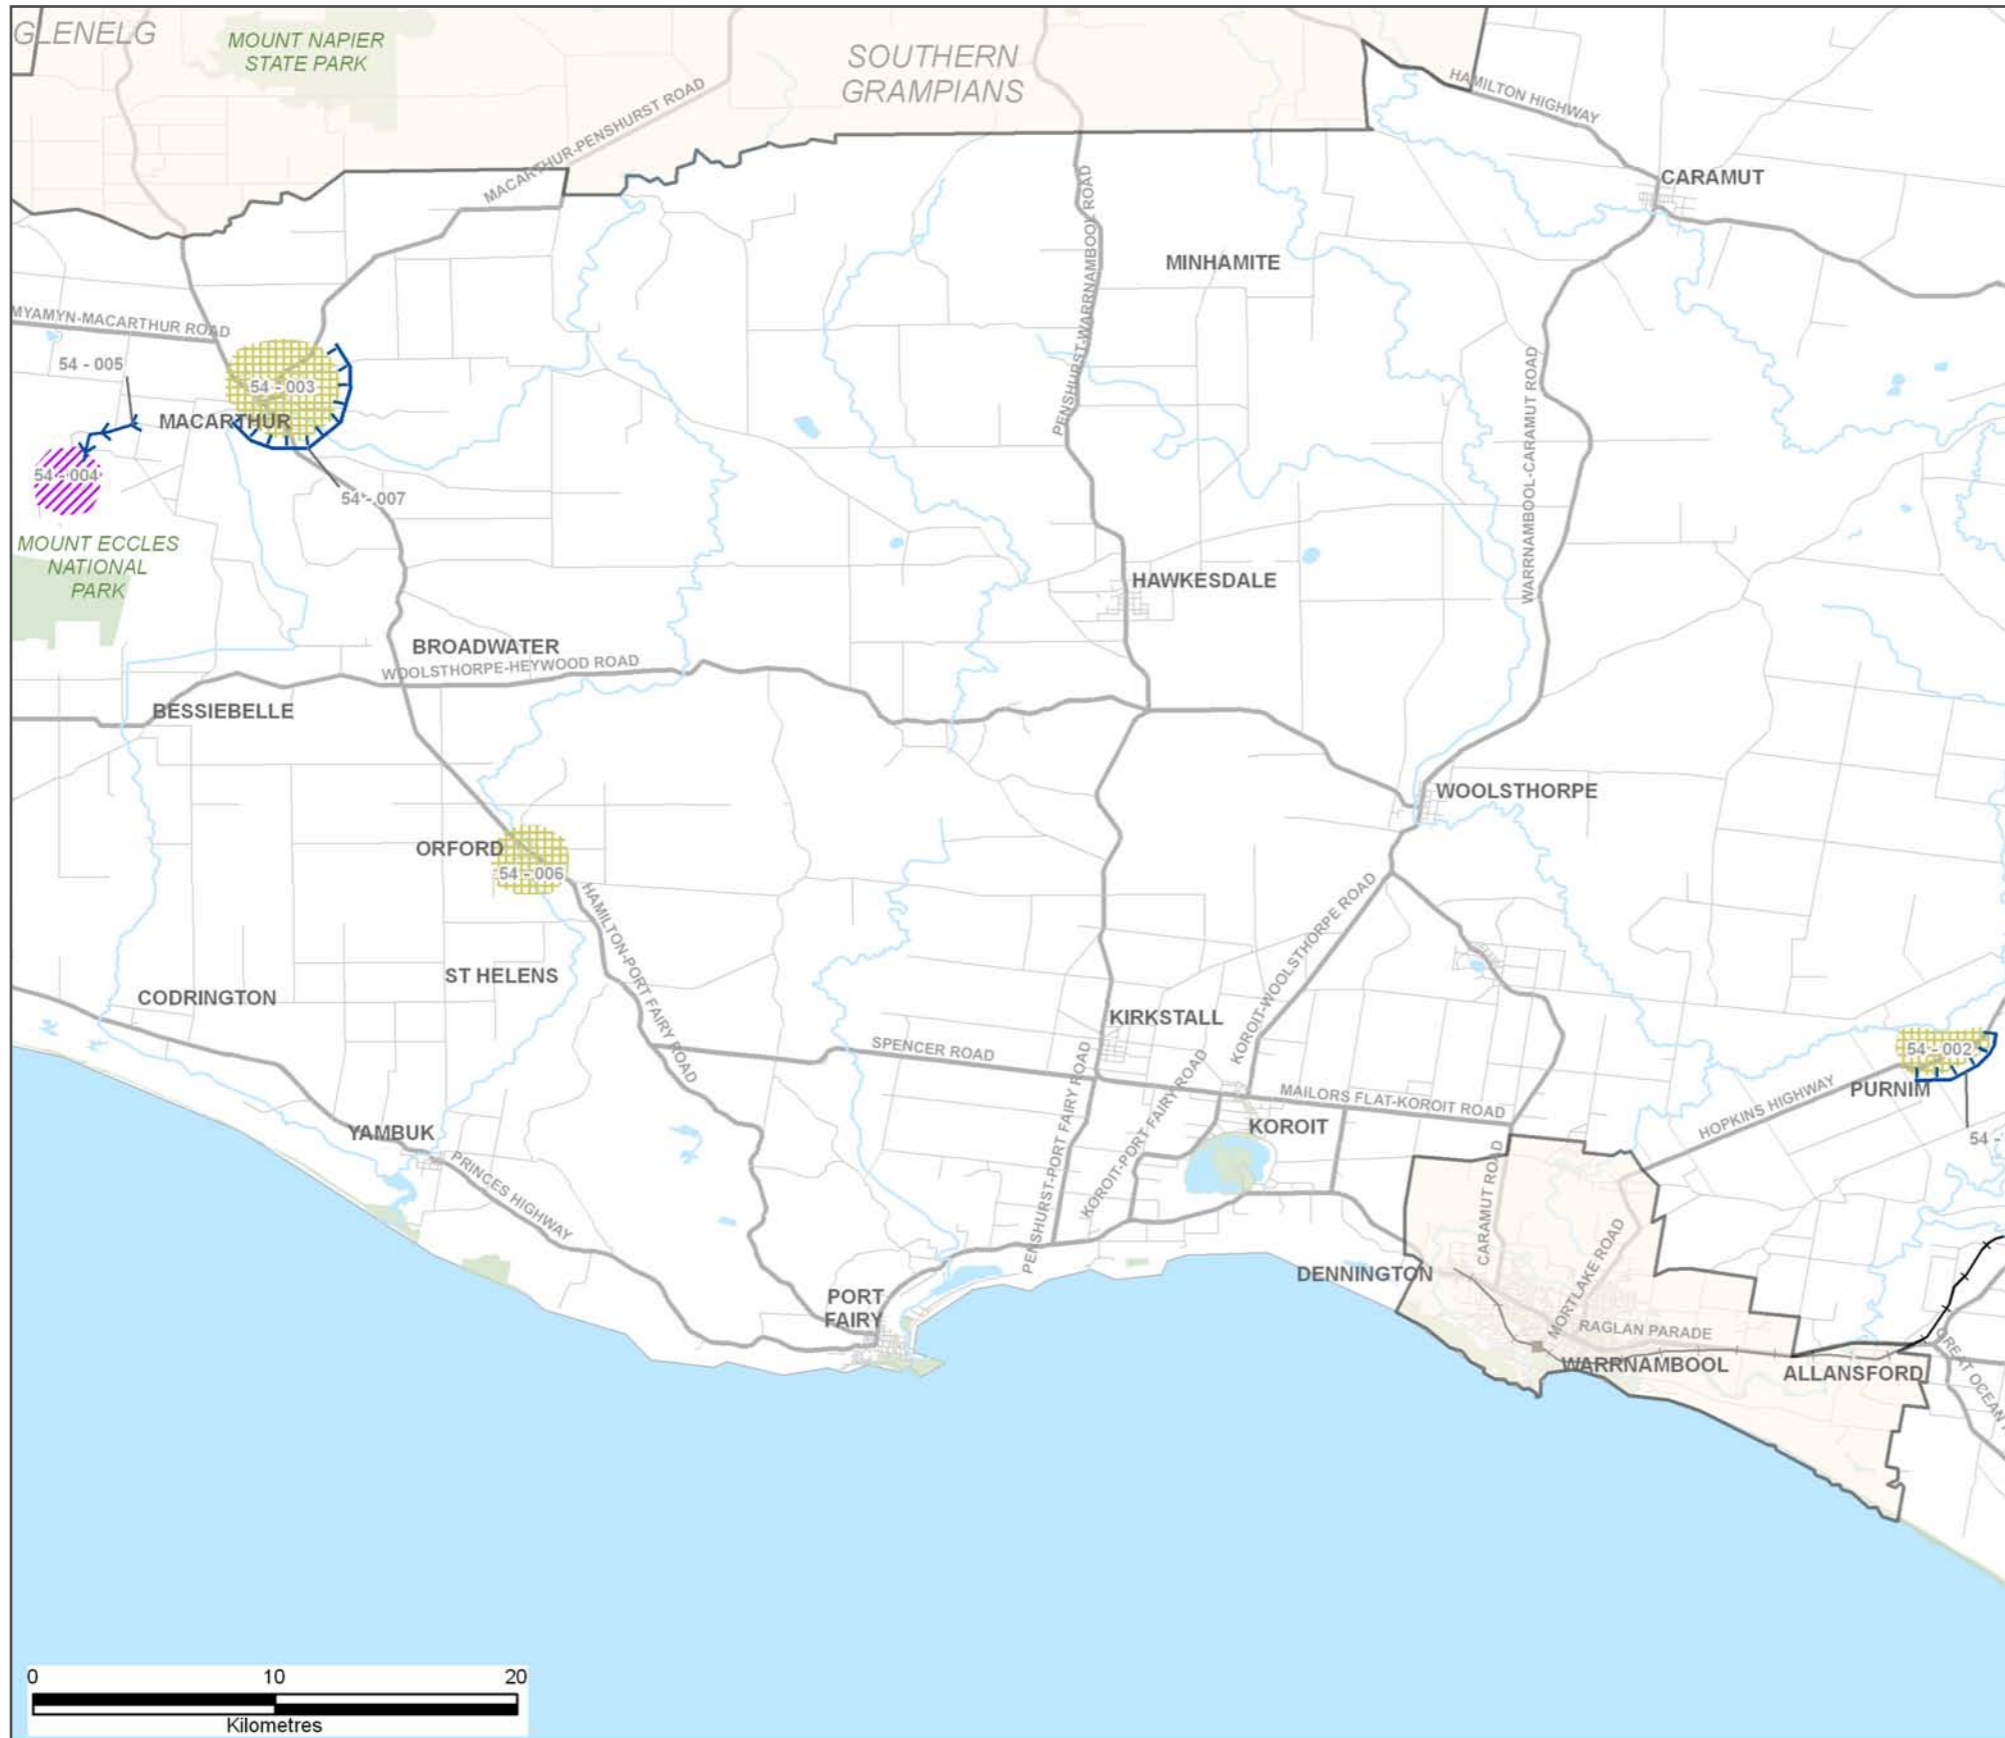 GLENELG
MOUNT NAPIER
STATE PARK
SOUTHERN
GRAMPIANS
HAMILTON HIGHWAY
MACARTHUR-PENSHURST ROAD
CARAMUT
PENSHURST-WARRNAMBOOL ROAD
MINHAMITE
MYAMYN-MACARTHUR ROAD
54 - 005
54 - 003
WARRNAMBOOL-CARAMUT ROAD
MACARTHUR
54 - 004
54 - 007
MOUNT ECCLES
NATIONAL
PARK
HAWKESDALE
BROADWATER
WOOLSTHORPE-HEYWOOD ROAD
BESSIEBELLE
WOOLSTHORPE
ORFORD
54 - 006
HAMILTON-PORT FAIRY ROAD
KOROIT-WOOLSTHORPE ROAD
ST HELENS
CODRINGTON
KIRKSTALL
SPENCER ROAD
54 - 002
PURNIM
HOPKINS HIGHWAY
MAILORS FLAT-KOROIT ROAD
PENSHURST-PORT FAIRY ROAD
KOROIT-PORT FAIRY ROAD
KOROIT
YAMBUK
PRINCES HIGHWAY
54 -
CARAMUT ROAD
MORTLAKE ROAD
DENNINGTON
PORT
FAIRY
RAGLAN PARADE
WARRNAMBOOL
ALLANSFORD
GREAT OCEAN
0 10 20
Kilometres